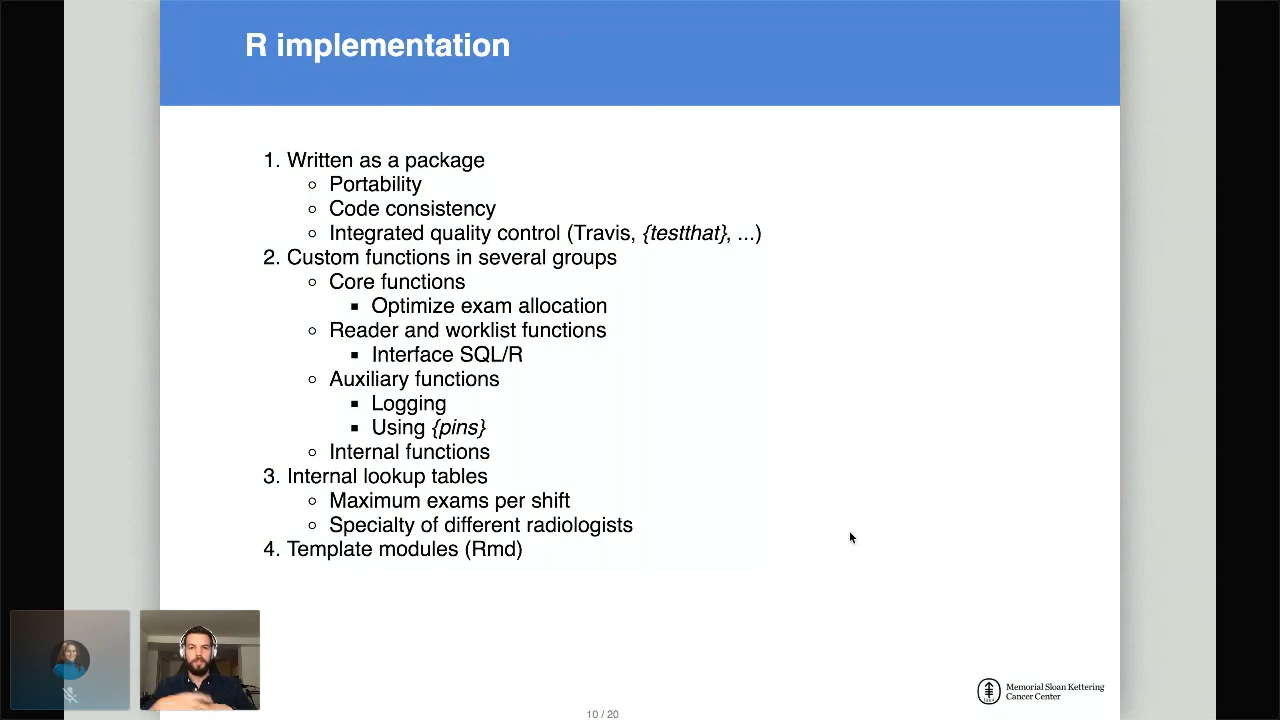 R implementation
1. Written as a package
Portability
Code consistency
Integrated quality control (Travis, {testthat}, ...)
2. Custom functions in several groups
Core functions
Optimize exam allocation
Reader and worklist functions
Interface SQL/R
Auxiliary functions
Logging
Using {pins}
Internal functions
3. Internal lookup tables
Maximum exams per shift
Specialty of different radiologists
4. Template modules (Rmd)
Memorial Sloan Kettering
Cancer Center
10 / 20